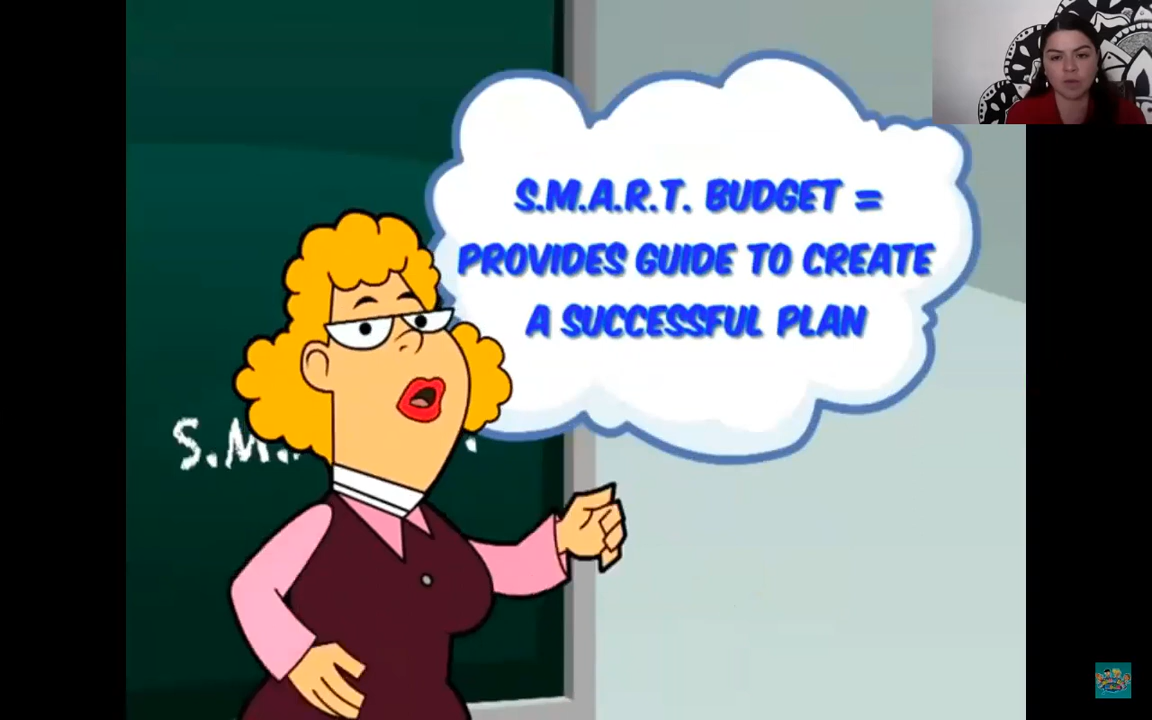 S.M.A.R.T. BUDGET =
PROVIDES GUIDE TO CREATE
A SUCCESSFUL PLAN
S.M.